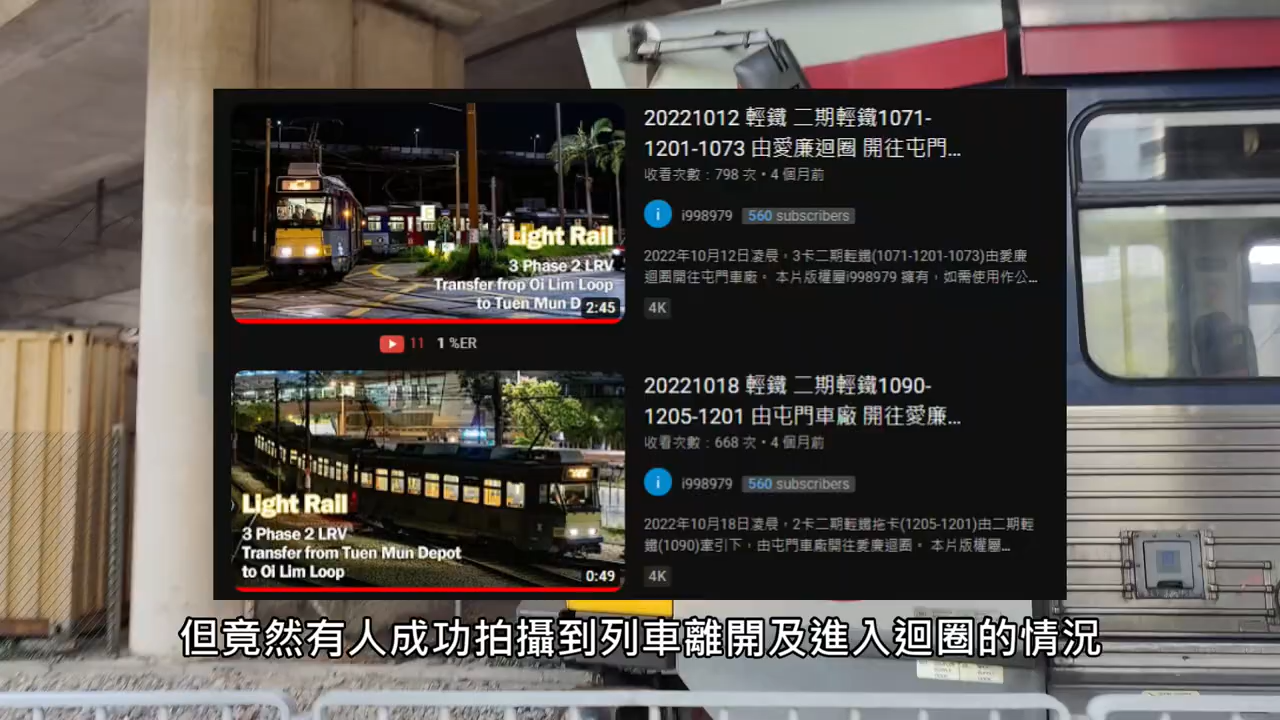 Light Rail
3 Phase 2 LRV
Transfer frop Oi Lim Loop
to Tuen Mun D
2:45
20221012 輕鐵 二期輕鐵1071-
1201-1073 由愛廉迴圈 開往屯門...
收看次數：798 次 • 4 個月前
i998979 560 subscribers
2022年10月12日凌晨，3卡二期輕鐵(1071-1201-1073)由愛廉
迴圈開往屯門車廠。 本片版權屬i998979 擁有，如需使用作公...
4K
11 1 %ER
Light Rail
3 Phase 2 LRV
Transfer from Tuen Mun Depot
to Oi Lim Loop
0:49
20221018 輕鐵 二期輕鐵1090-
1205-1201 由屯門車廠 開往愛廉...
收看次數：668 次 • 4 個月前
i998979 560 subscribers
2022年10月18日凌晨，2卡二期輕鐵拖卡(1205-1201)由二期輕
鐵(1090)牽引下，由屯門車廠開往愛廉迴圈。 本片版權屬...
4K
但竟然有人成功拍攝到列車離開及進入迴圈的情況